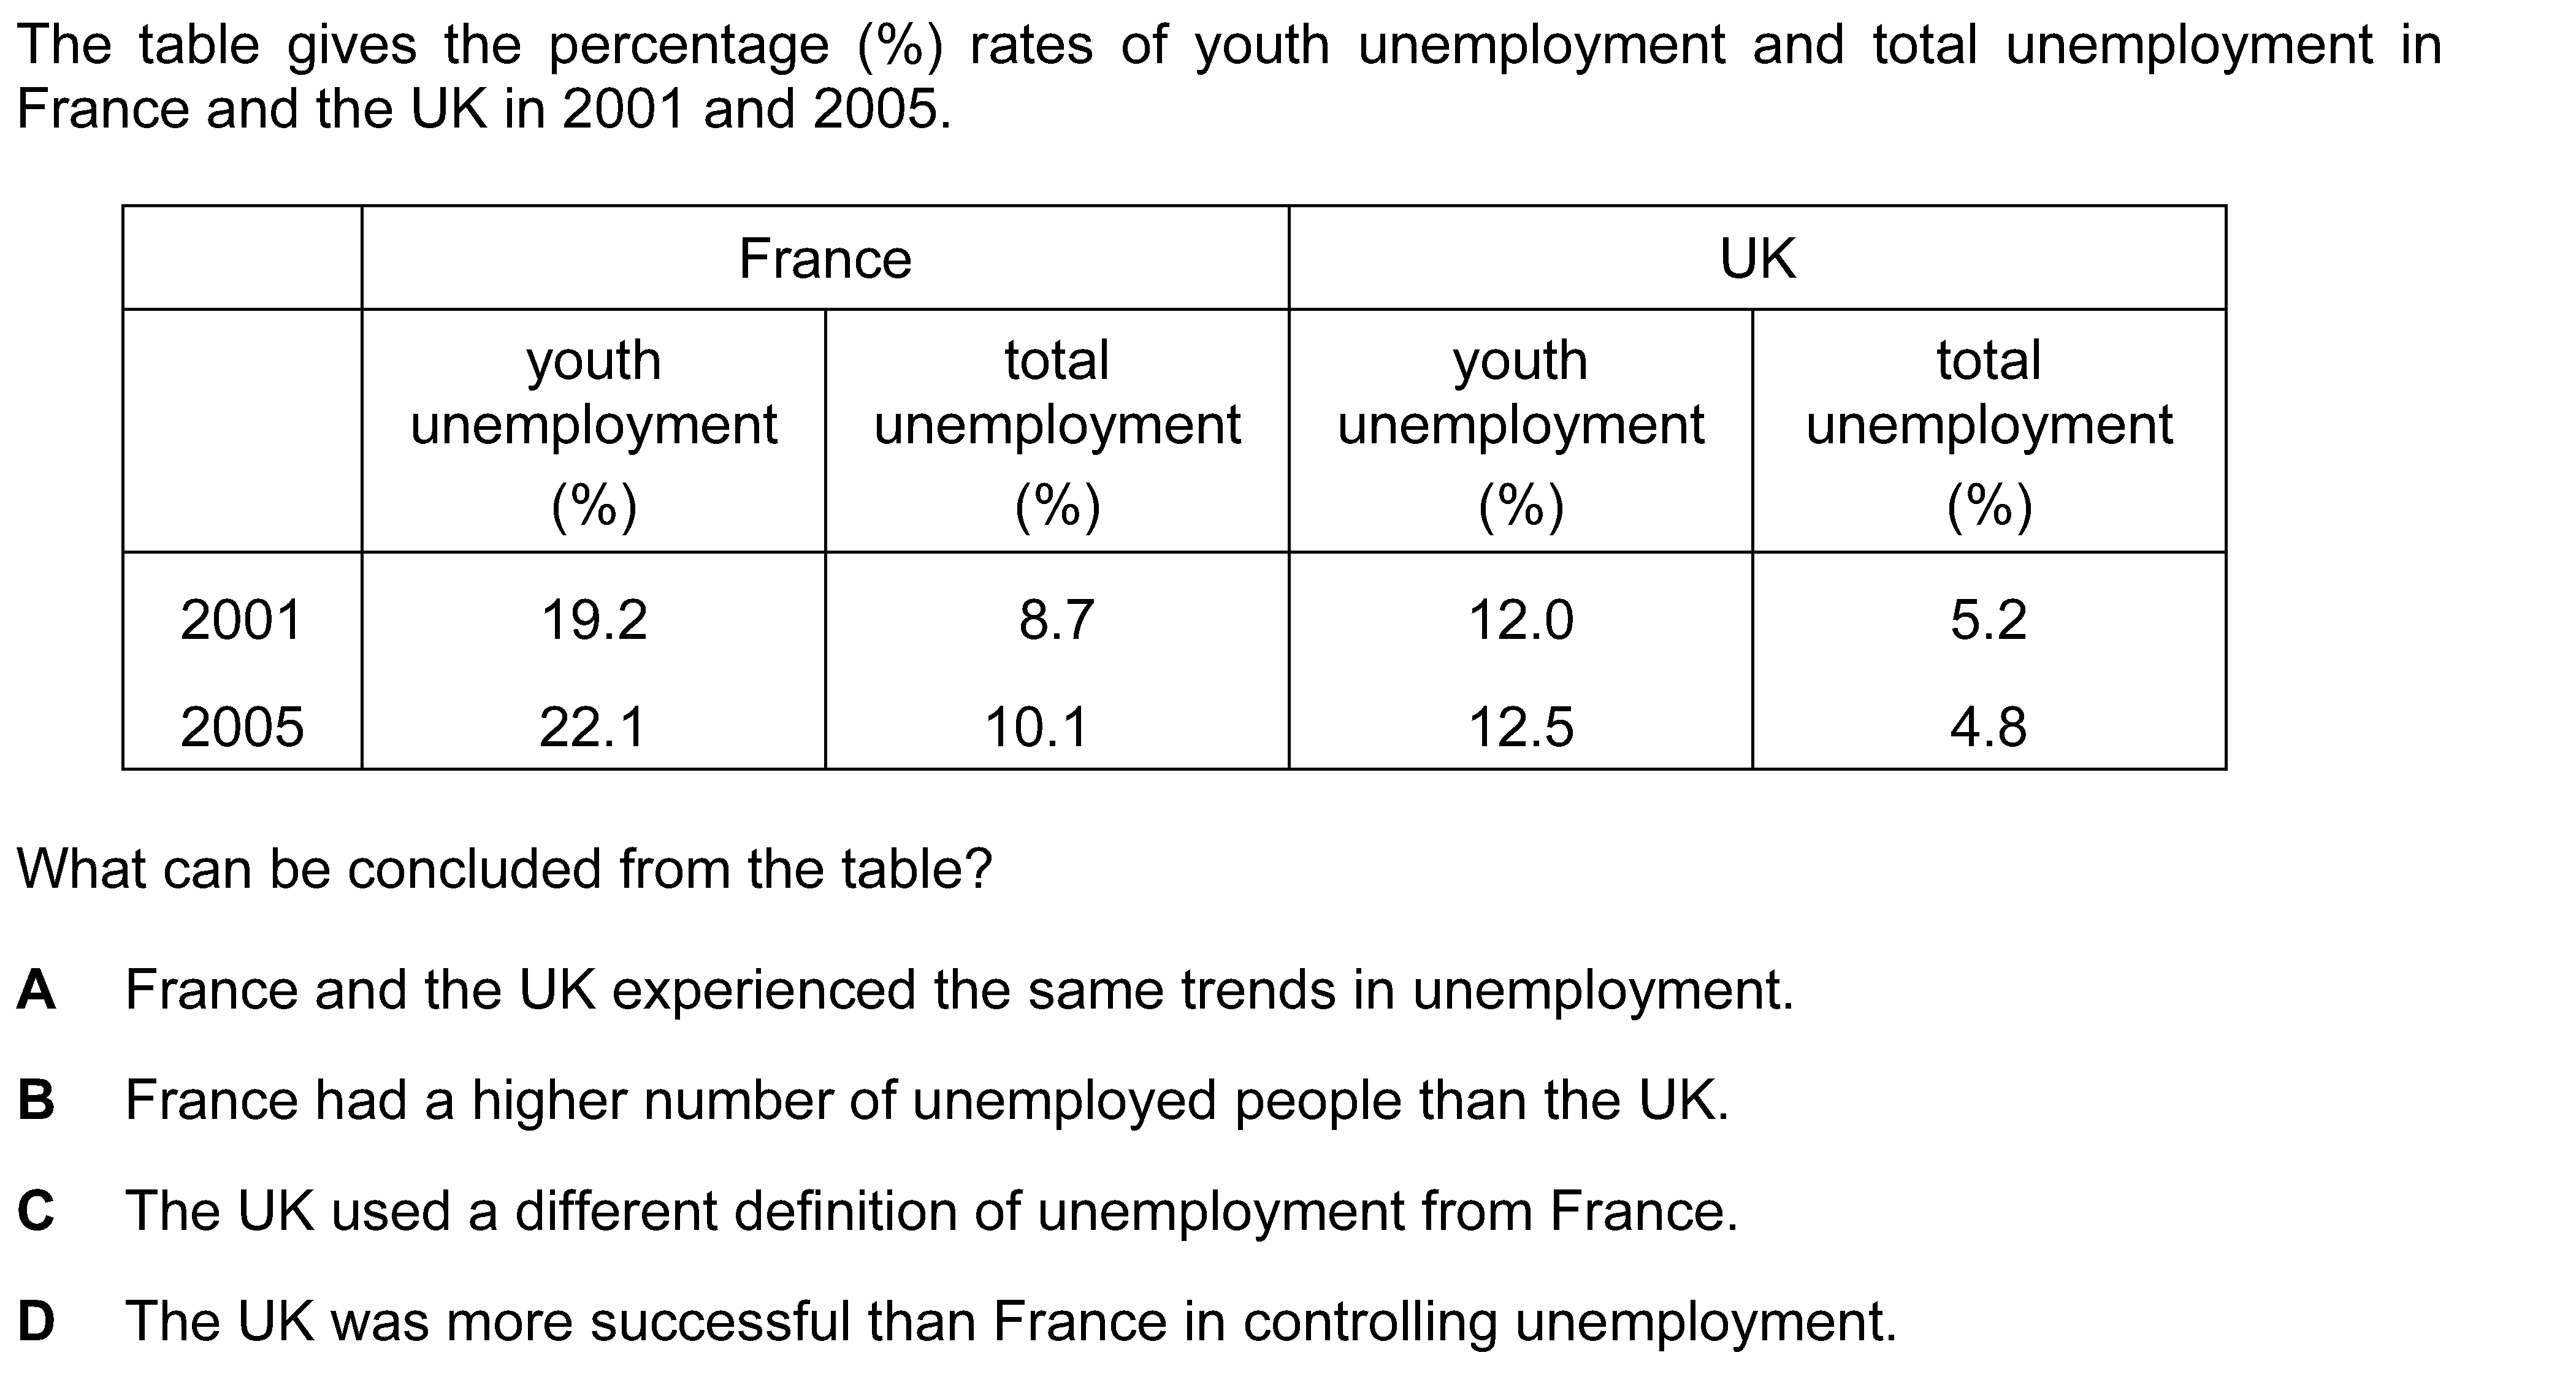 The table gives the percentage (%) rates of youth unemployment and total unemployment in
France and the UK in 2001 and 2005.
France UK
youth unemployment (%) total unemployment (%) youth unemployment (%) total unemployment (%)
2001 19.2 8.7 12.0 5.2
2005 22.1 10.1 12.5 4.8
What can be concluded from the table?
A France and the UK experienced the same trends in unemployment.
B France had a higher number of unemployed people than the UK.
C The UK used a different definition of unemployment from France.
D The UK was more successful than France in controlling unemployment.